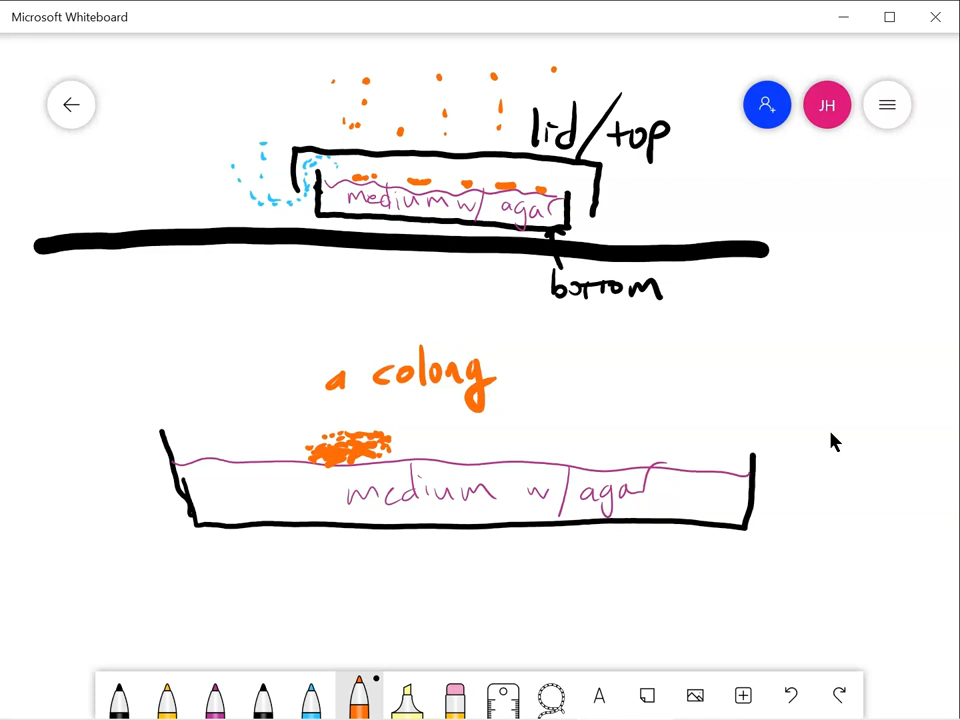 Microsoft Whiteboard
JH
lid/top
medium w/ agar
bottom
a colony
medium w/ agar
A